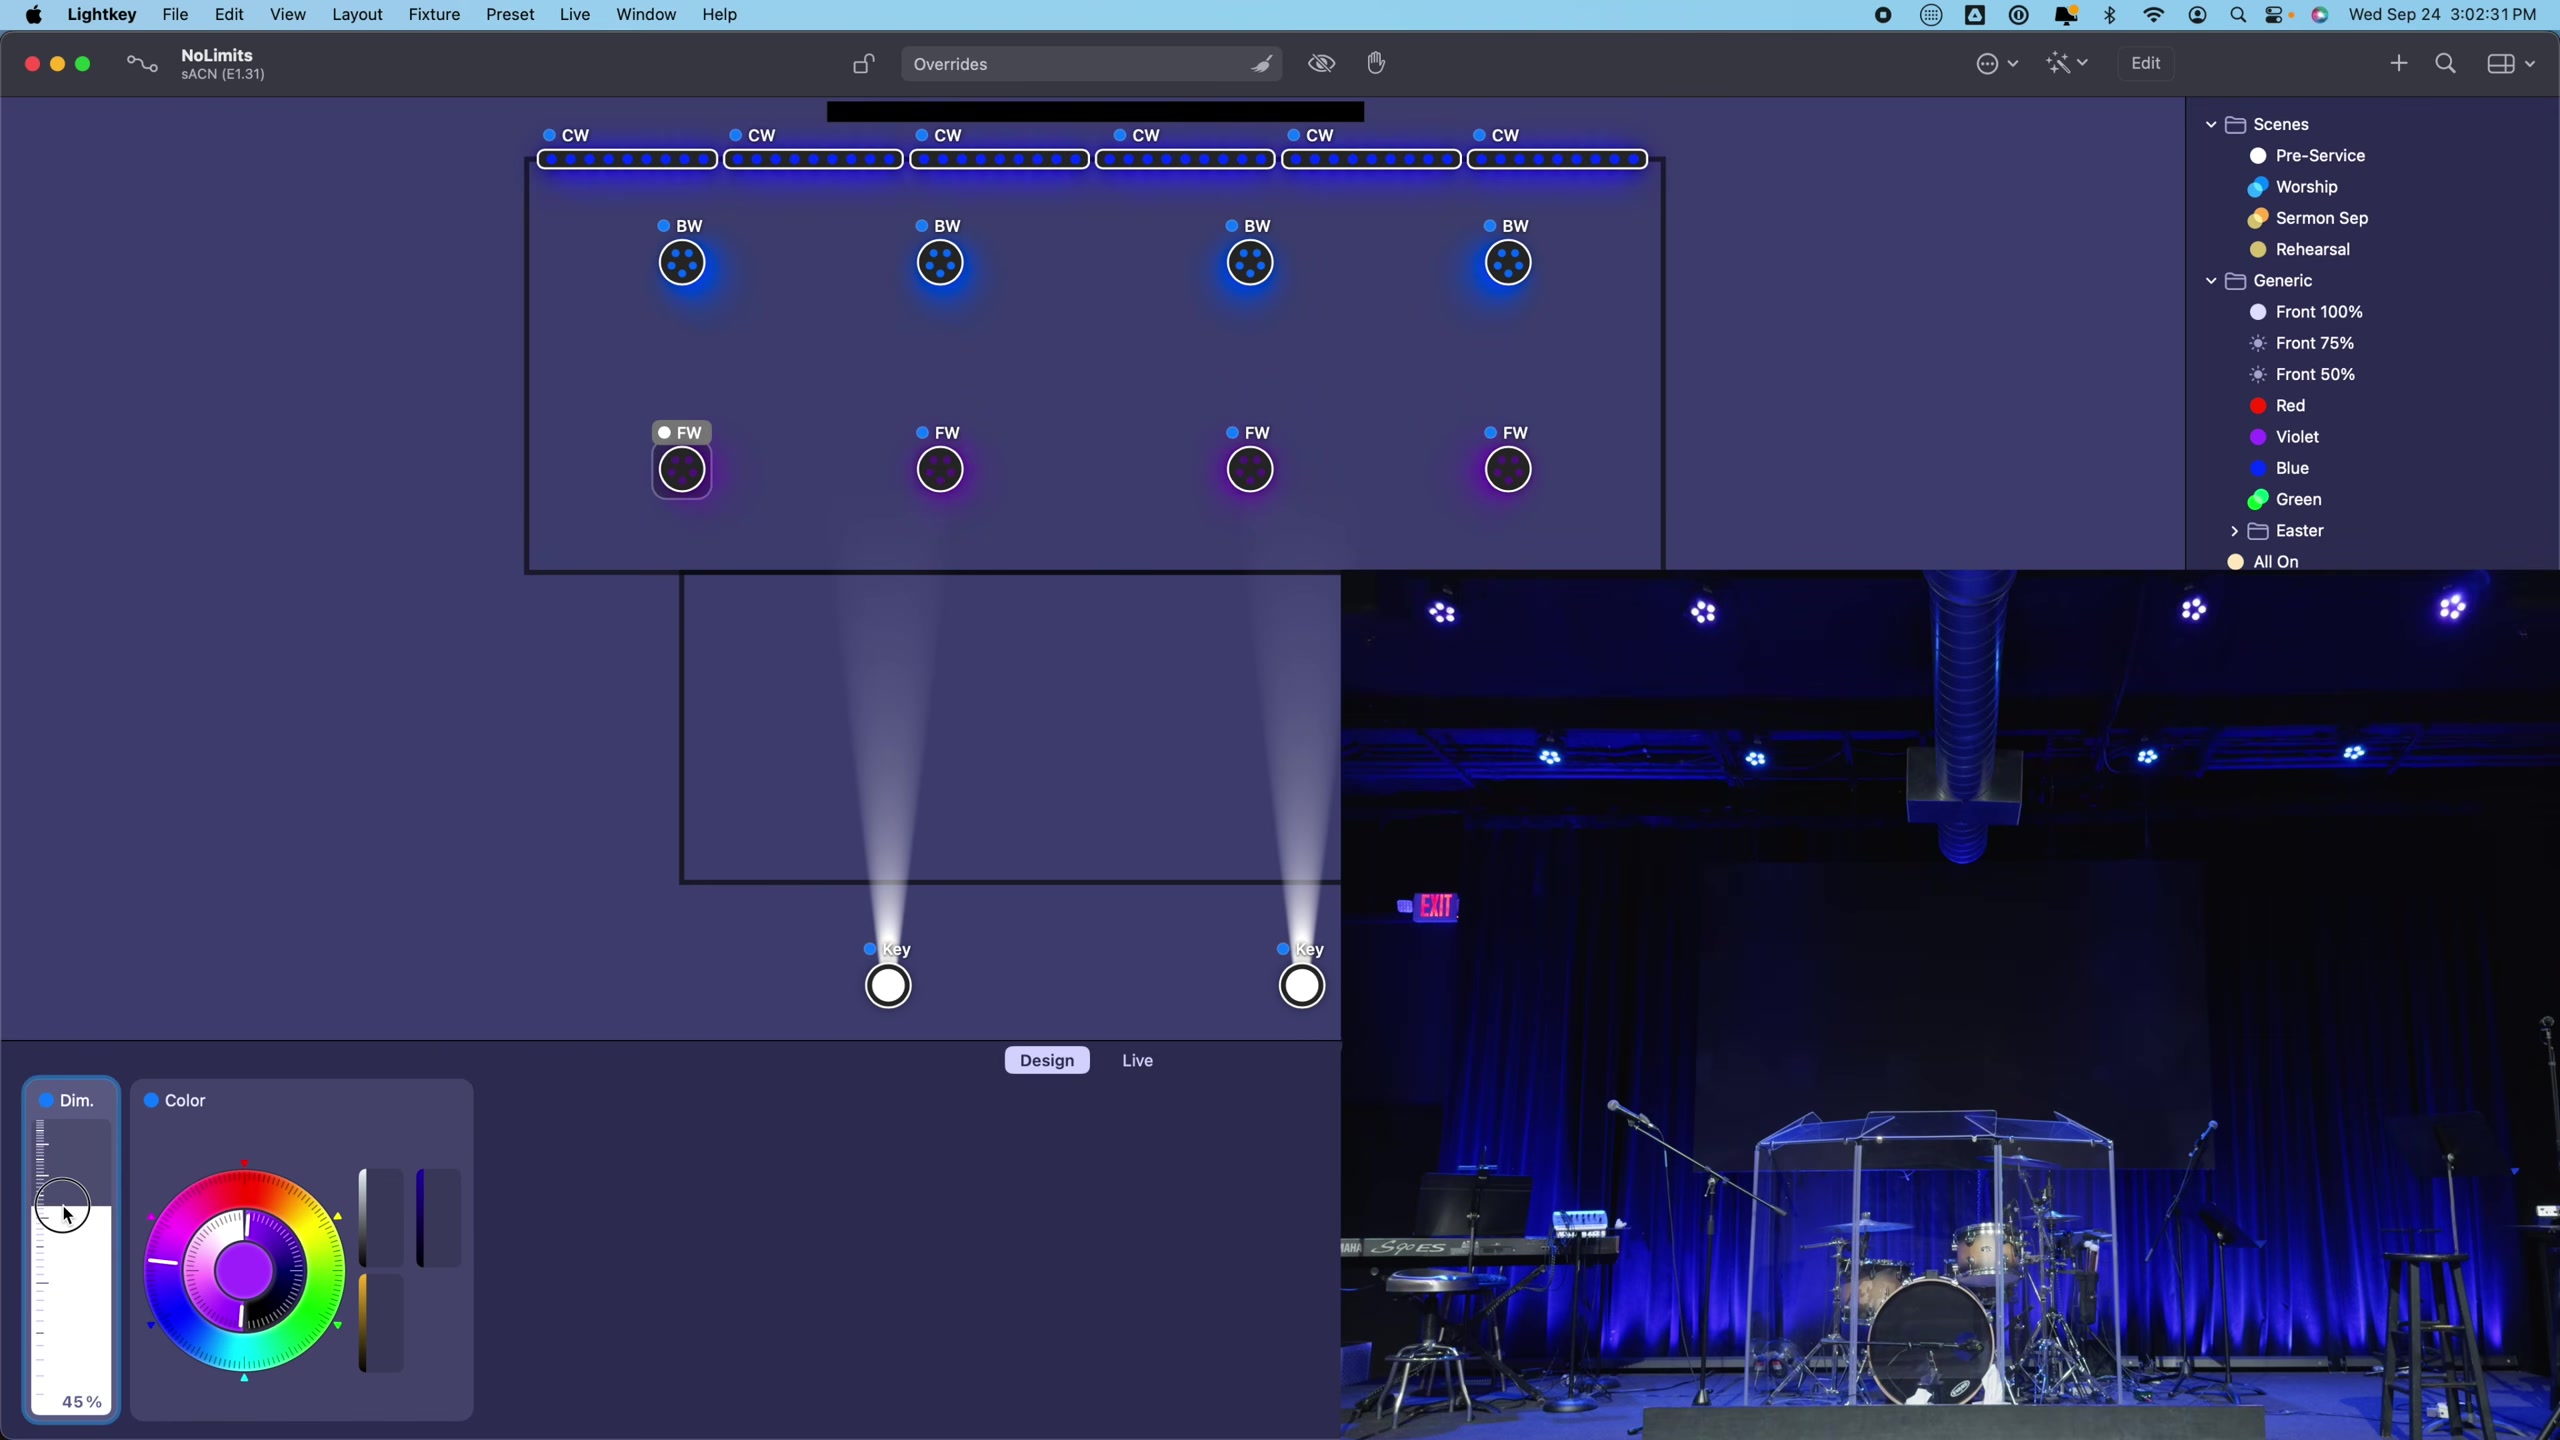 Lightkey File Edit View Layout Fixture Preset Live Window Help
Wed Sep 24 3:02:31 PM
NoLimits
sACN (E1.31)
Overrides
Edit
CW CW CW CW CW CW
BW BW BW BW
FW FW FW FW
Key Key
Scenes
Pre-Service
Worship
Sermon Sep
Rehearsal
Generic
Front 100%
Front 75%
Front 50%
Red
Violet
Blue
Green
Easter
All On
EXIT
S90 ES
Design Live
Dim.
Color
45%